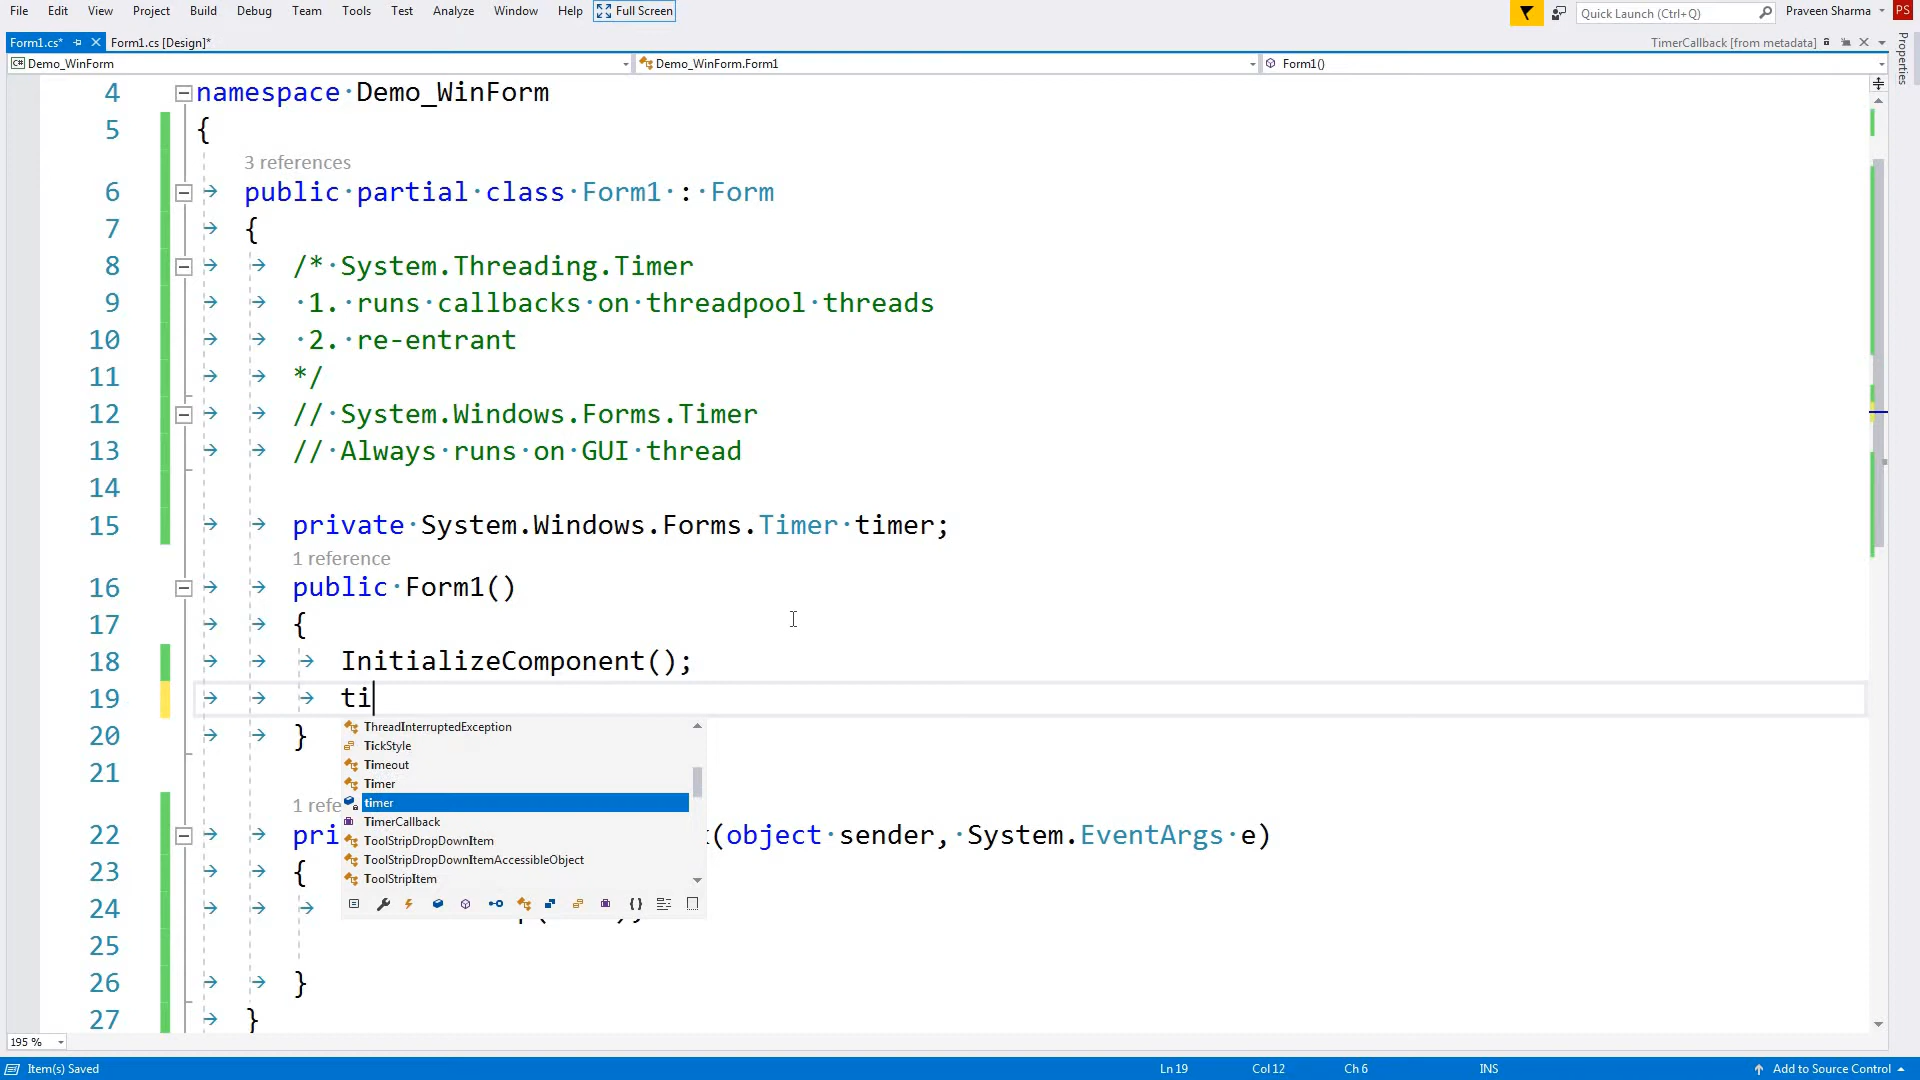 File Edit View Project Build Debug Team Tools Test Analyze Window Help Full Screen Quick Launch (Ctrl+Q) Praveen Sharma PS
Form1.cs* Form1.cs [Design]* TimerCallback [from metadata]
Properties
C# Demo_WinForm Demo_WinForm.Form1 Form1()
4 namespace Demo_WinForm
5 {
3 references
6 public partial class Form1 : Form
7 {
8 /* System.Threading.Timer
9 1. runs callbacks on threadpool threads
10 2. re-entrant
11 */
12 // System.Windows.Forms.Timer
13 // Always runs on GUI thread
14
15 private System.Windows.Forms.Timer timer;
1 reference
16 public Form1()
17 {
18 InitializeComponent();
19 ti
20 }
21
1 refe
22 pri (object sender, System.EventArgs e)
23 {
24
25
26 }
27 }
ThreadInterruptedException
TickStyle
Timeout
Timer
timer
TimerCallback
ToolStripDropDownItem
ToolStripDropDownItemAccessibleObject
ToolStripItem
195 %
Item(s) Saved Ln 19 Col 12 Ch 6 INS Add to Source Control